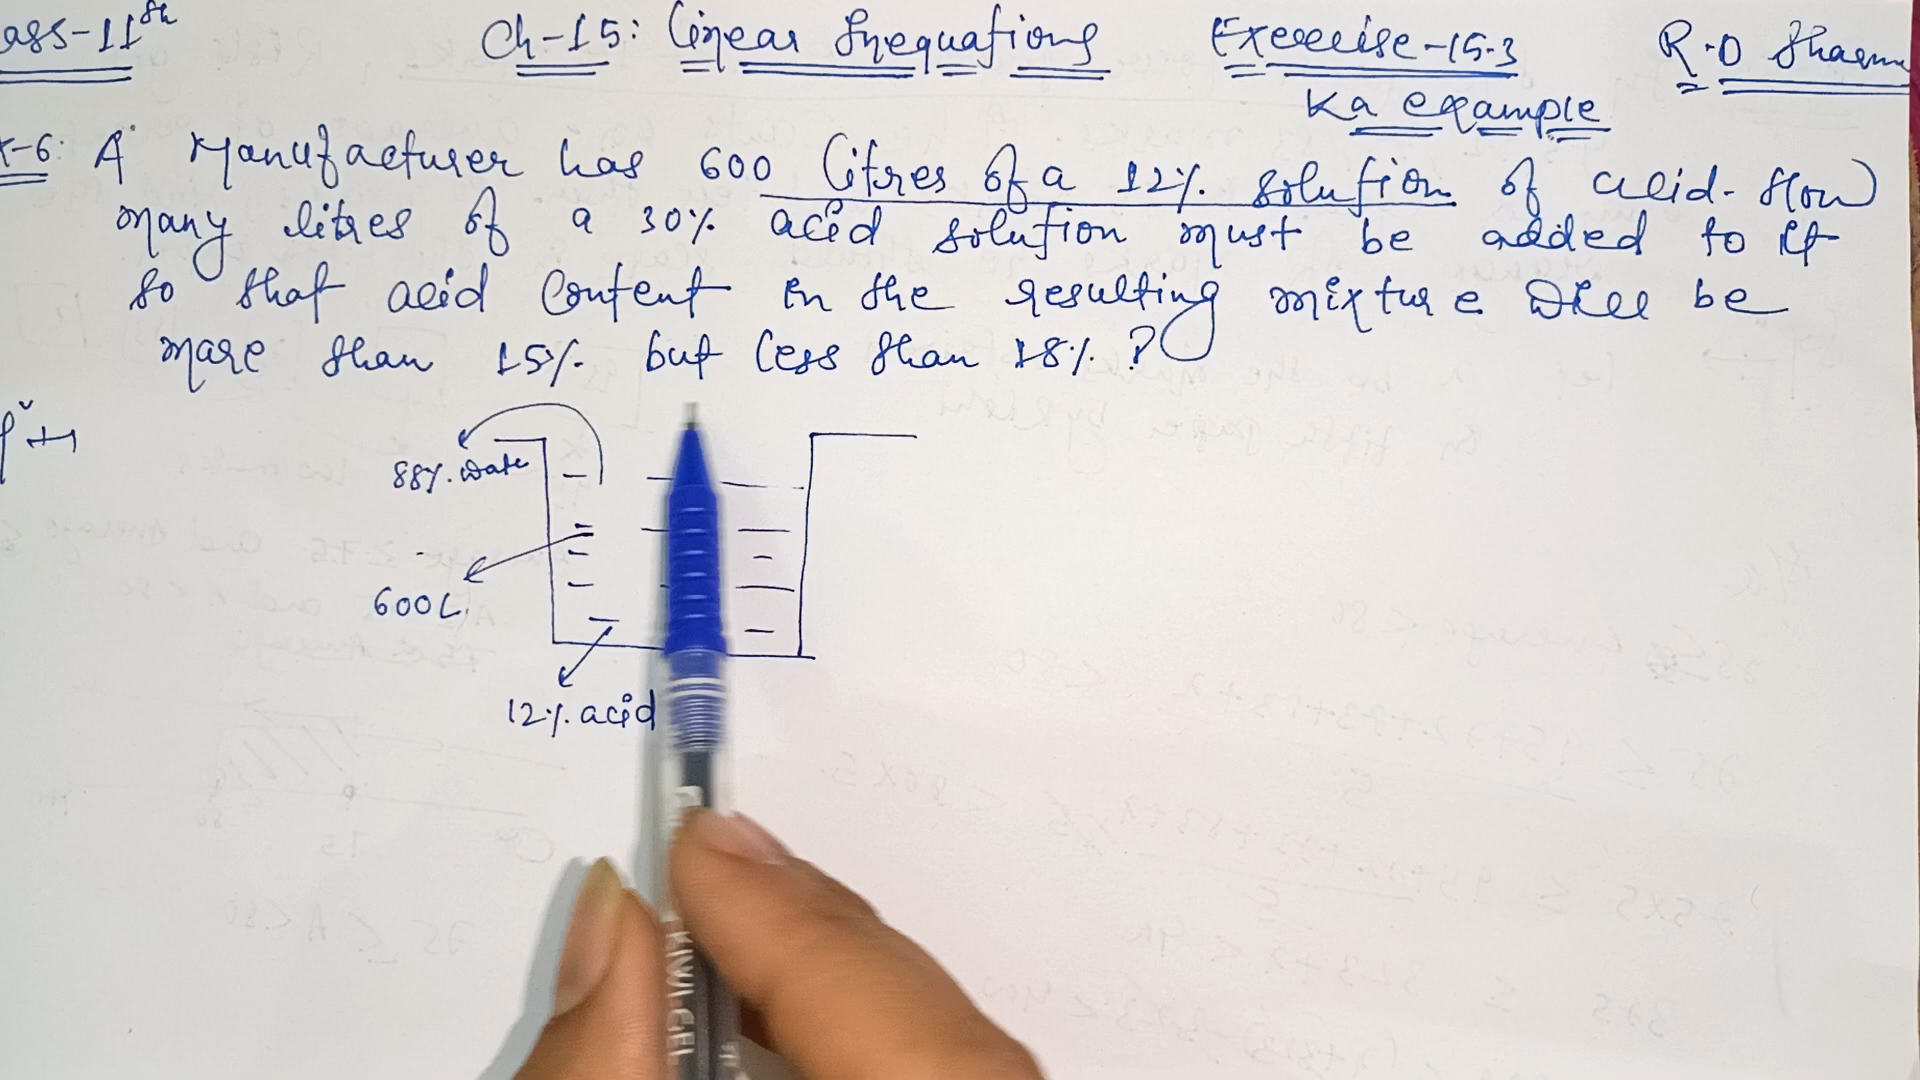 ass-11th Ch-15: Linear Inequations Exercise-15.3 R.D Sharm
Ka example
x-6: A Manufacturer has 600 litres of a 12% solution of acid. How
many litres of a 30% acid solution must be added to it
so that acid content in the resulting mixture will be
more than 15% but less than 18%?
88% Wate
600L
12% acid